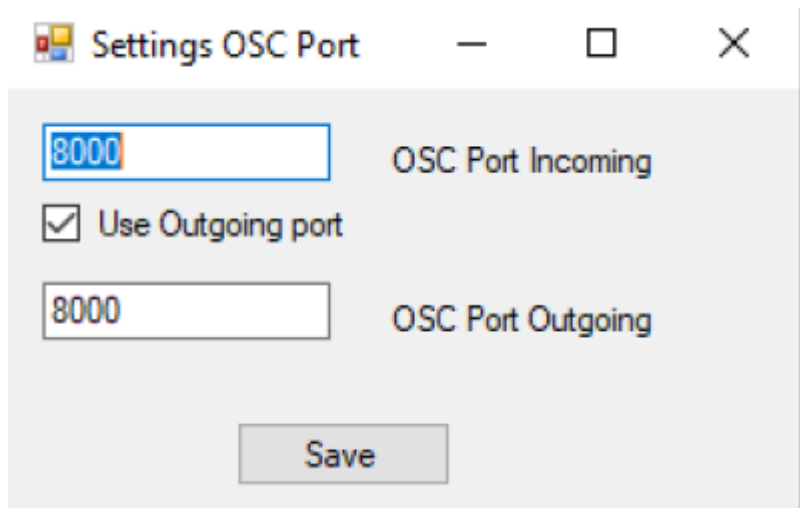 Settings OSC Port
8000 OSC Port Incoming
Use Outgoing port
8000 OSC Port Outgoing
Save